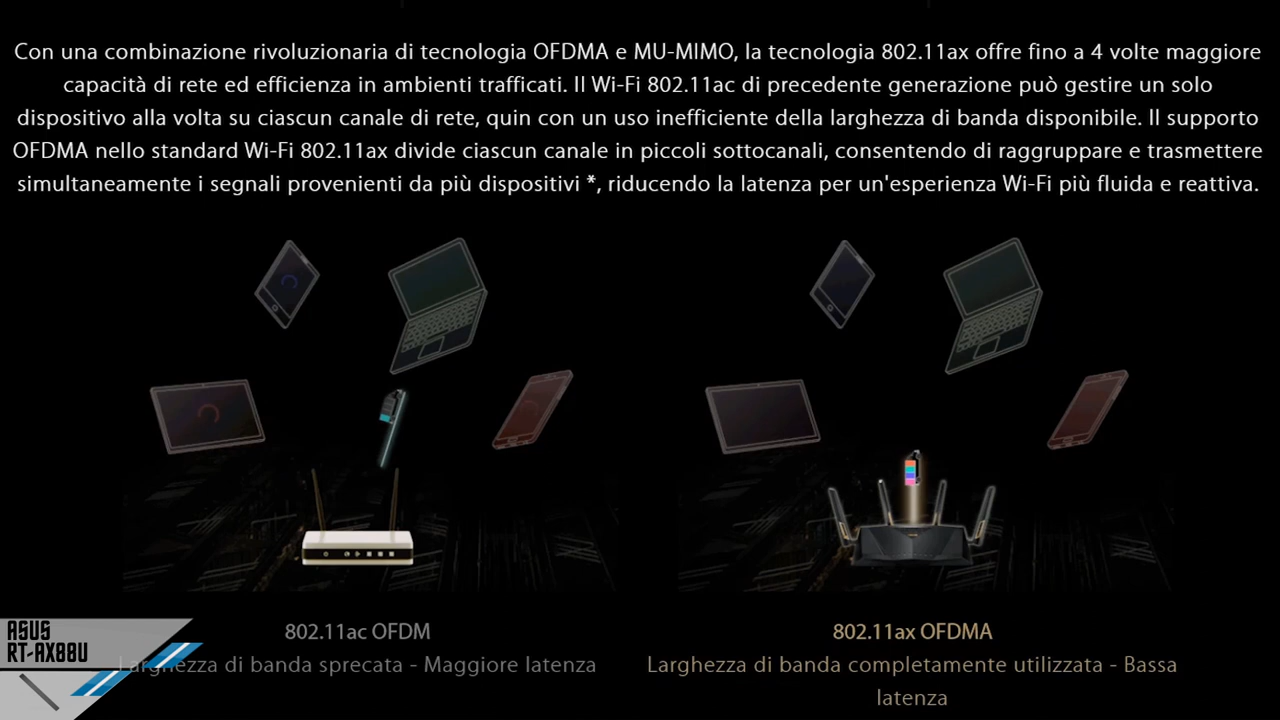 Con una combinazione rivoluzionaria di tecnologia OFDMA e MU-MIMO, la tecnologia 802.11ax offre fino a 4 volte maggiore
capacità di rete ed efficienza in ambienti trafficati. Il Wi-Fi 802.11ac di precedente generazione può gestire un solo
dispositivo alla volta su ciascun canale di rete, quin con un uso inefficiente della larghezza di banda disponibile. Il supporto
OFDMA nello standard Wi-Fi 802.11ax divide ciascun canale in piccoli sottocanali, consentendo di raggruppare e trasmettere
simultaneamente i segnali provenienti da più dispositivi *, riducendo la latenza per un'esperienza Wi-Fi più fluida e reattiva.
802.11ac OFDM
Larghezza di banda sprecata - Maggiore latenza
802.11ax OFDMA
Larghezza di banda completamente utilizzata - Bassa
latenza
ASUS
RT-AX88U